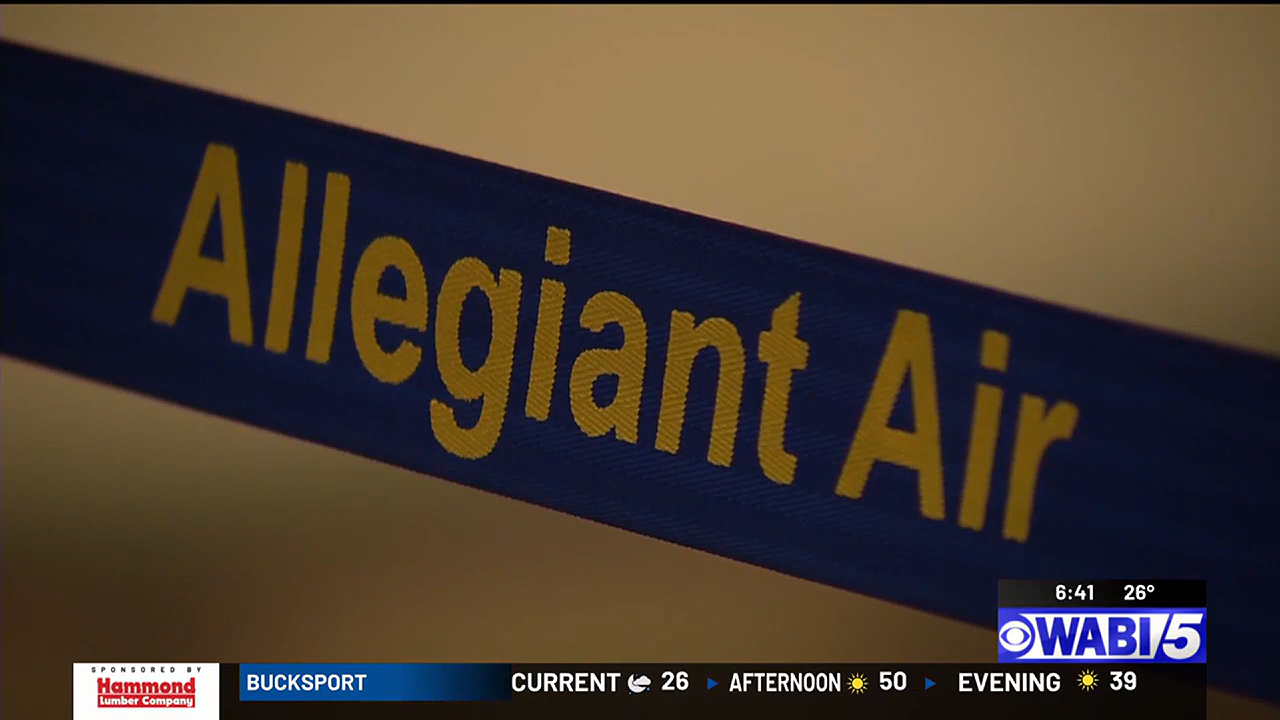 Allegiant Air
6:41 26°
WABI 5
SPONSORED BY
Hammond
Lumber Company
BUCKSPORT CURRENT 26 AFTERNOON 50 EVENING 39